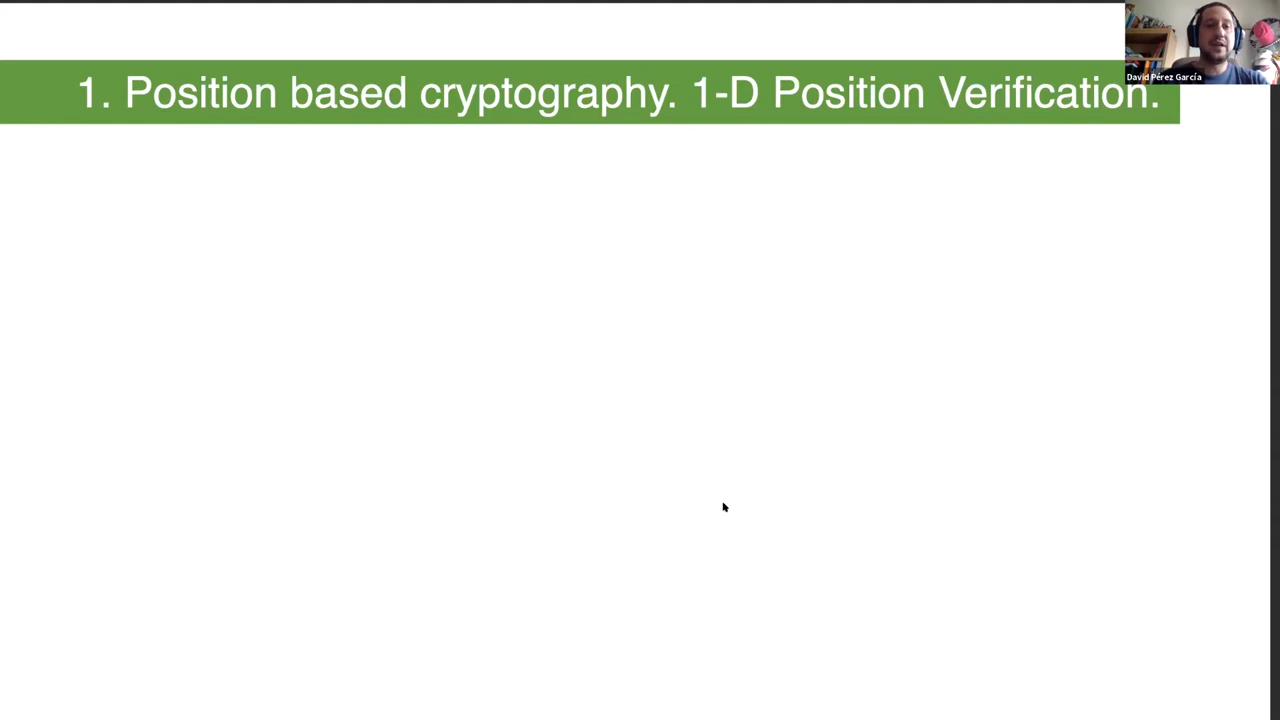 1. Position based cryptography. 1-D Position Verification.
David Pérez García